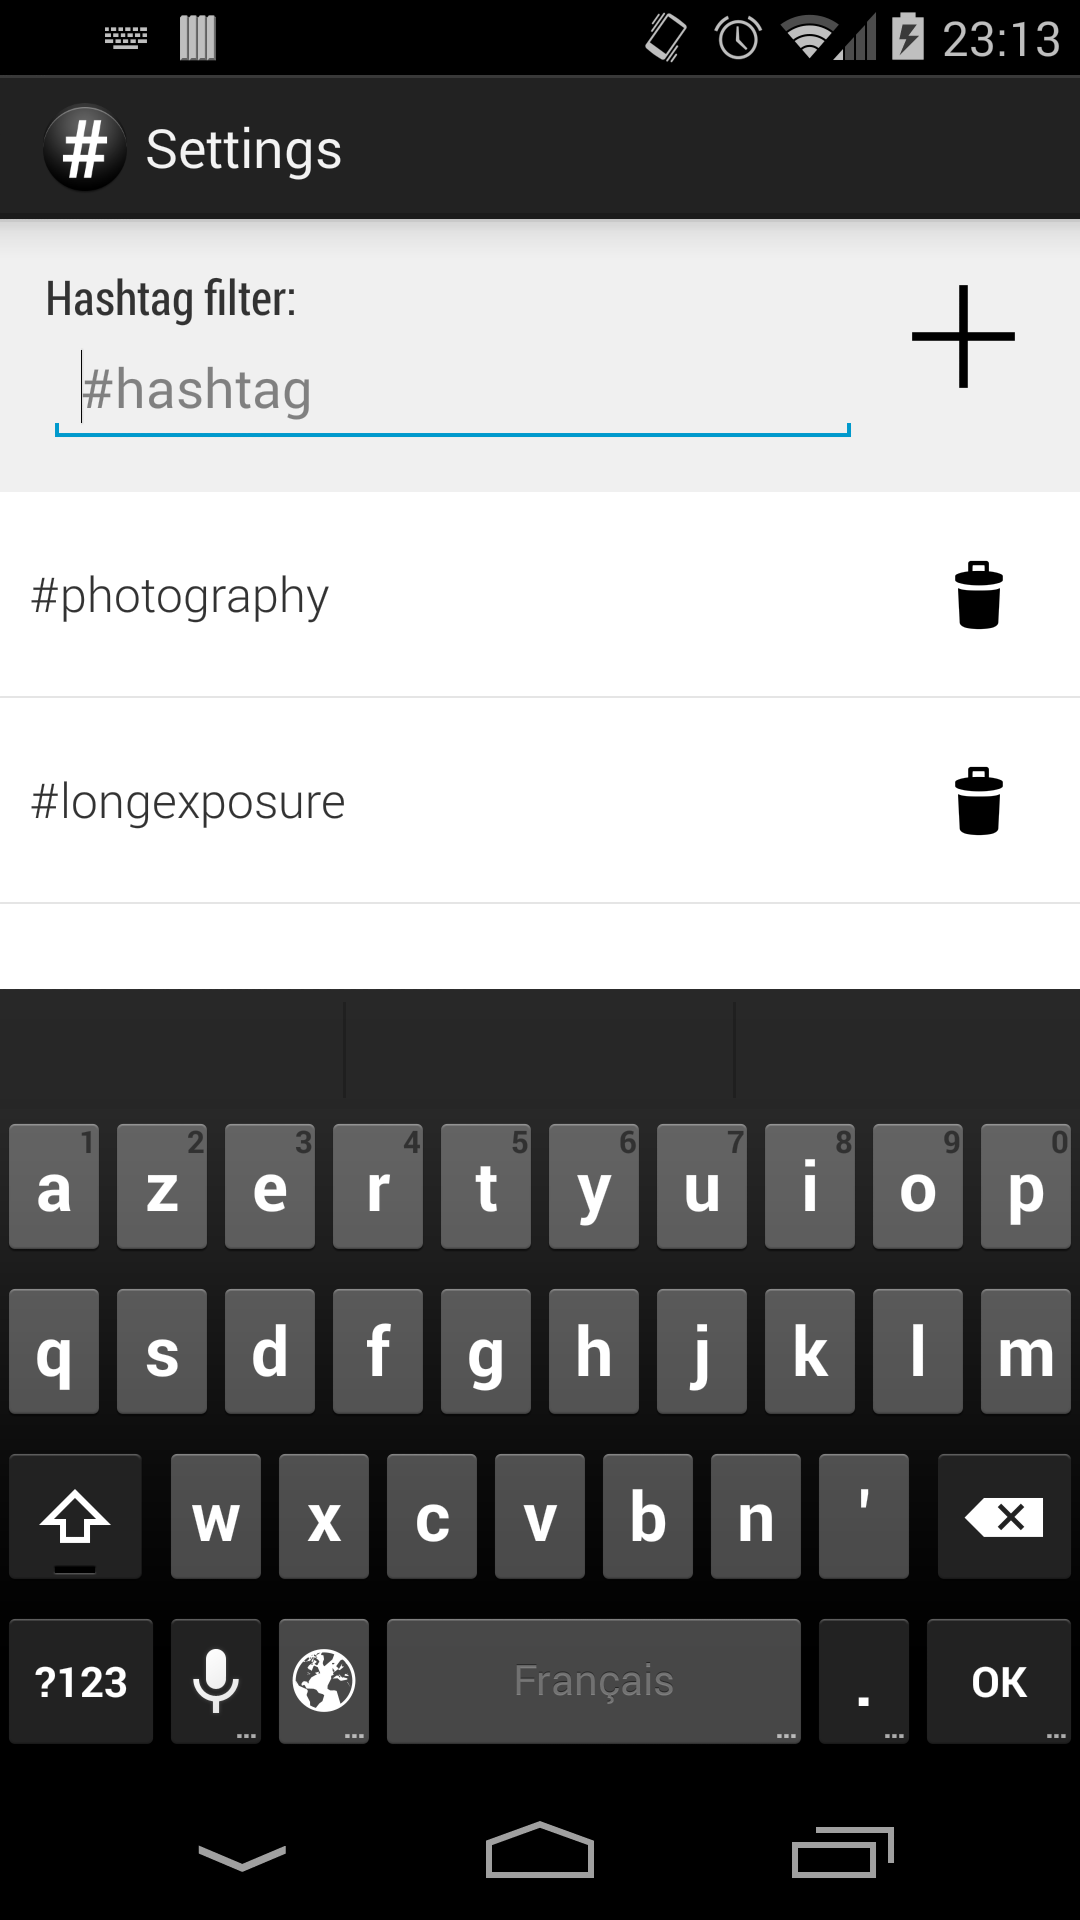 23:13
# Settings
Hashtag filter:
#hashtag
#photography
#longexposure
1 2 3 4 5 6 7 8 9 0
a z e r t y u i o p
q s d f g h j k l m
w x c v b n '
?123 Français . OK